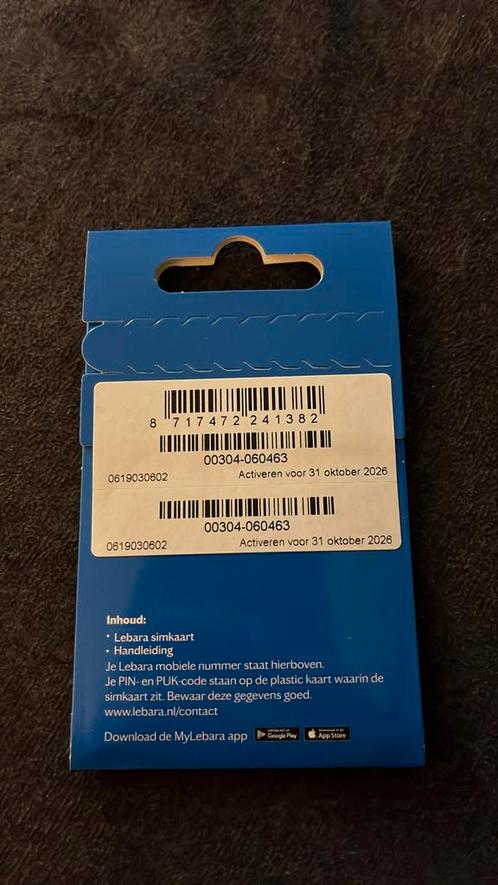 8 717472 241382
00304-060463
0619030602 Activeren voor 31 oktober 2026
00304-060463
0619030602 Activeren voor 31 oktober 2026
Inhoud:
• Lebara simkaart
• Handleiding
Je Lebara mobiele nummer staat hierboven.
Je PIN- en PUK-code staan op de plastic kaart waarin de
simkaart zit. Bewaar deze gegevens goed.
www.lebara.nl/contact
Download de MyLebara app Google Play App Store